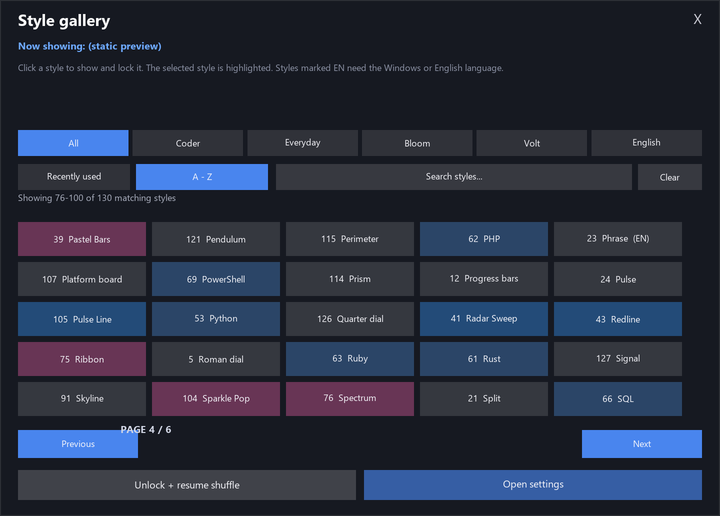 Style gallery
X
Now showing: (static preview)
Click a style to show and lock it. The selected style is highlighted. Styles marked EN need the Windows or English language.
All Coder Everyday Bloom Volt English
Recently used A - Z Search styles... Clear
Showing 76-100 of 130 matching styles
39 Pastel Bars 121 Pendulum 115 Perimeter 62 PHP 23 Phrase (EN)
107 Platform board 69 PowerShell 114 Prism 12 Progress bars 24 Pulse
105 Pulse Line 53 Python 126 Quarter dial 41 Radar Sweep 43 Redline
75 Ribbon 5 Roman dial 63 Ruby 61 Rust 127 Signal
91 Skyline 104 Sparkle Pop 76 Spectrum 21 Split 66 SQL
PAGE 4 / 6
Previous Next
Unlock + resume shuffle Open settings